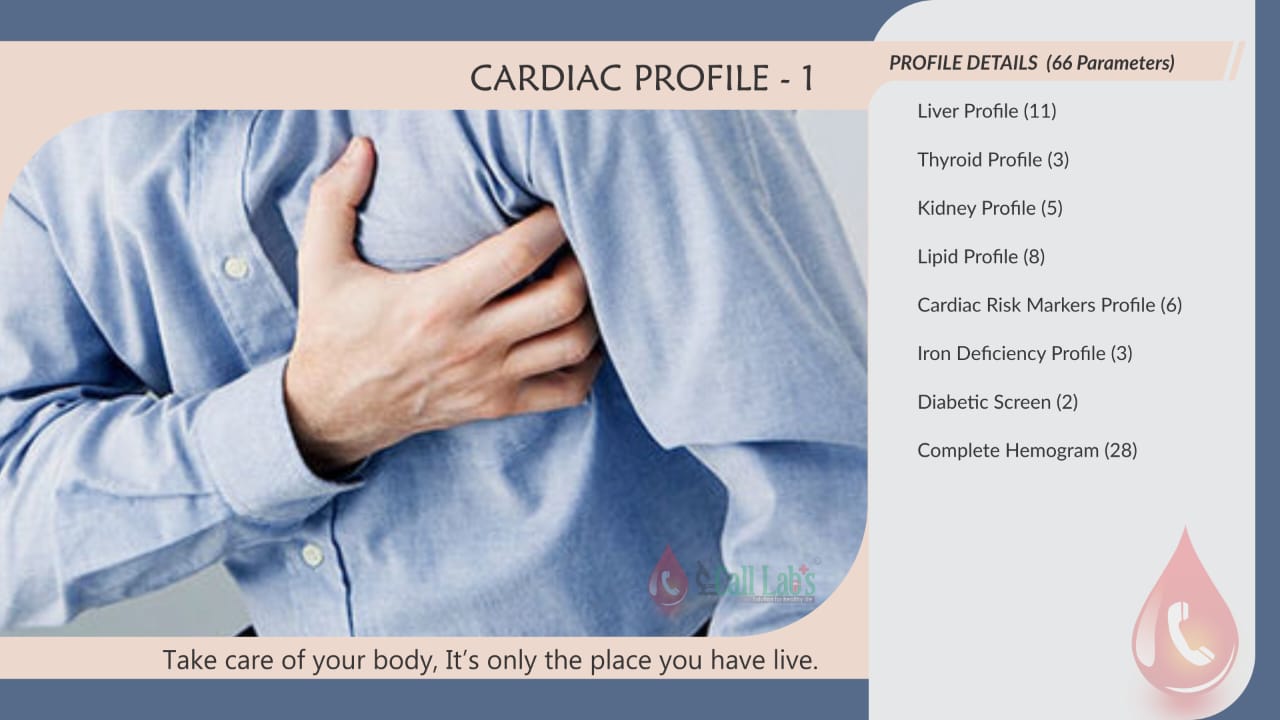 CARDIAC PROFILE - 1
PROFILE DETAILS (66 Parameters)
Liver Profile (11)
Thyroid Profile (3)
Kidney Profile (5)
Lipid Profile (8)
Cardiac Risk Markers Profile (6)
Iron Deficiency Profile (3)
Diabetic Screen (2)
Complete Hemogram (28)
Call Lab's
Take care of your body, It's only the place you have live.